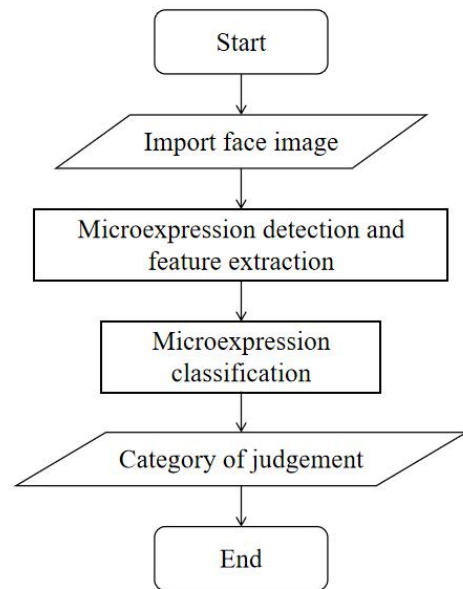 Start
Import face image
Microexpression detection and
feature extraction
Microexpression
classification
Category of judgement
End